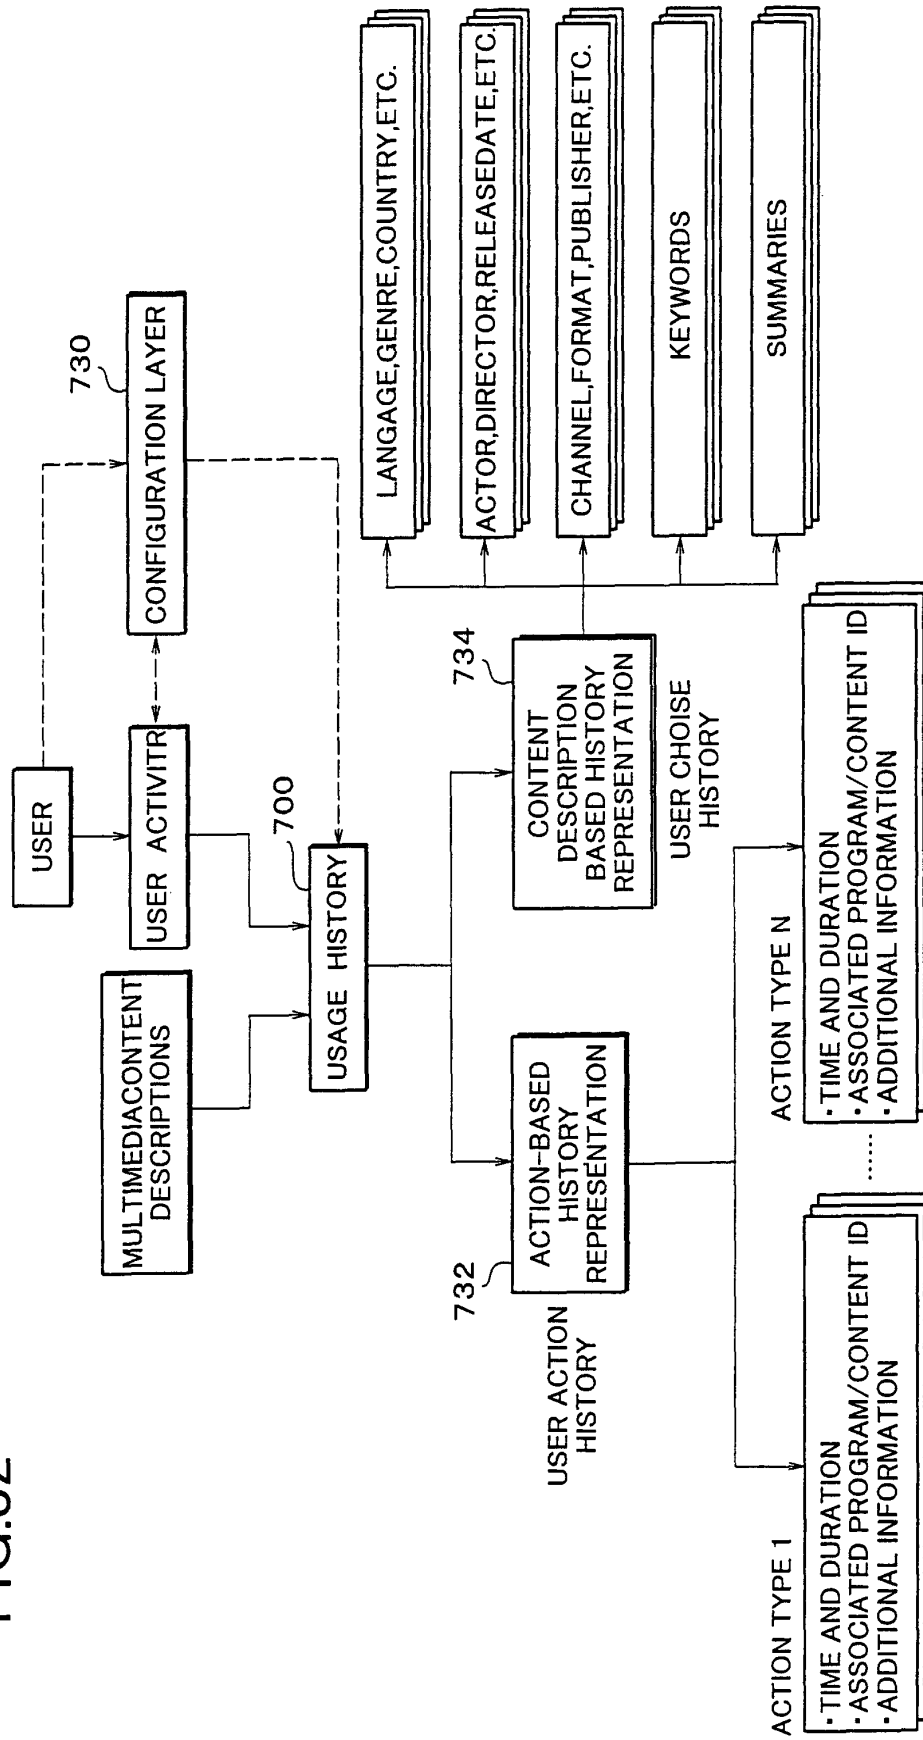 USER
730
CONFIGURATION LAYER
USER ACTIVITR
MULTIMEDIACONTENT
DESCRIPTIONS
700
USAGE HISTORY
732
ACTION-BASED
HISTORY
REPRESENTATION
USER ACTION
HISTORY
734
CONTENT
DESCRIPTION
BASED HISTORY
REPRESENTATION
USER CHOISE
HISTORY
LANGAGE,GENRE,COUNTRY,ETC.
ACTOR,DIRECTOR,RELEASEDATE,ETC.
CHANNEL,FORMAT,PUBLISHER,ETC.
KEYWORDS
SUMMARIES
ACTION TYPE 1
・TIME AND DURATION
・ASSOCIATED PROGRAM/CONTENT ID
・ADDITIONAL INFORMATION
......
ACTION TYPE N
・TIME AND DURATION
・ASSOCIATED PROGRAM/CONTENT ID
・ADDITIONAL INFORMATION